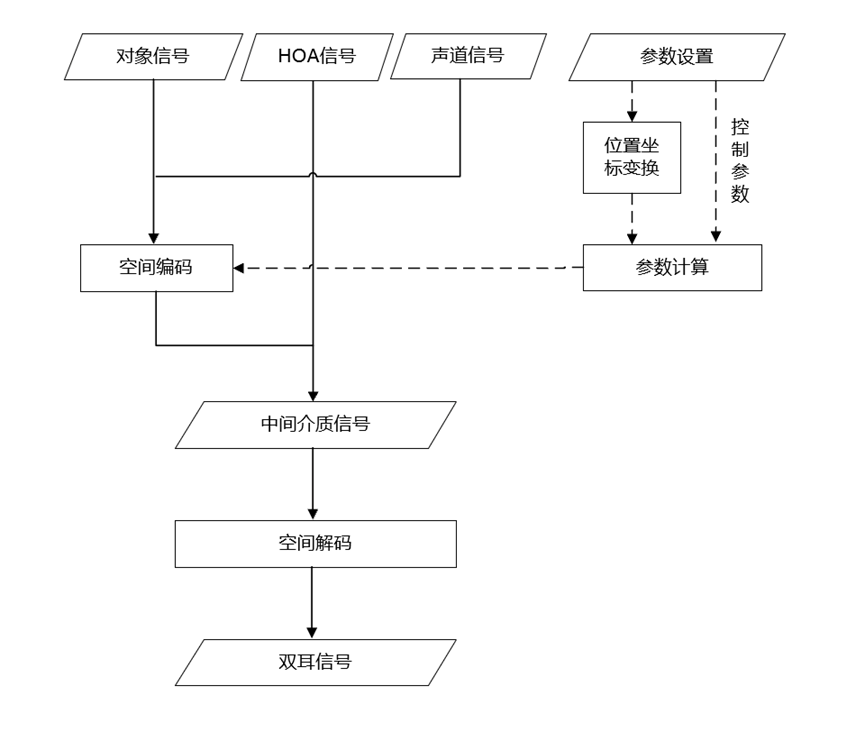 对象信号
HOA信号
声道信号
参数设置
位置坐
标变换
控
制
参
数
空间编码
参数计算
中间介质信号
空间解码
双耳信号